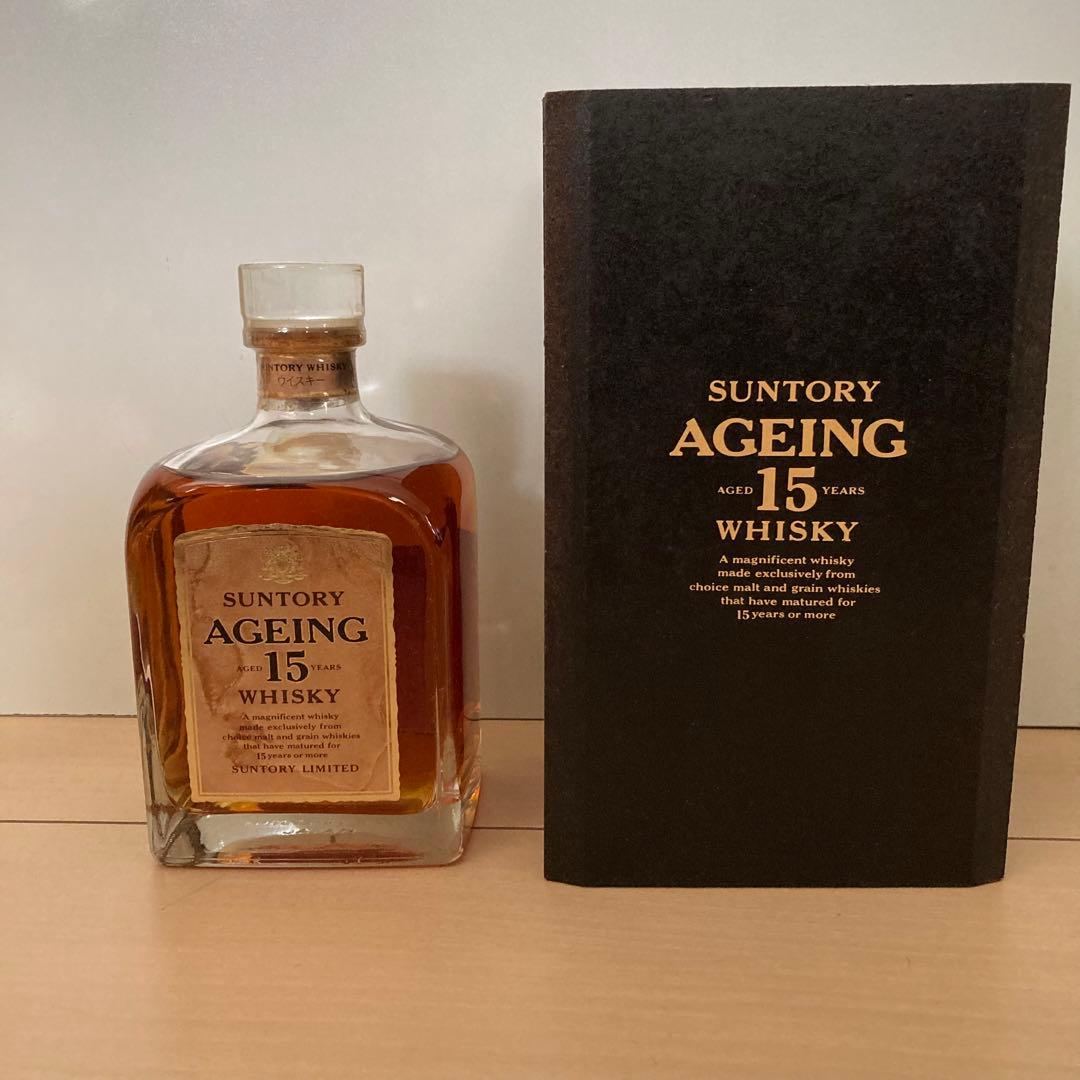 SUNTORY WHISKY
ウイスキー
SUNTORY
AGEING
AGED 15 YEARS
WHISKY
A magnificent whisky
made exclusively from
choice malt and grain whiskies
that have matured for
15 years or more
SUNTORY LIMITED
SUNTORY
AGEING
AGED 15 YEARS
WHISKY
A magnificent whisky
made exclusively from
choice malt and grain whiskies
that have matured for
15 years or more